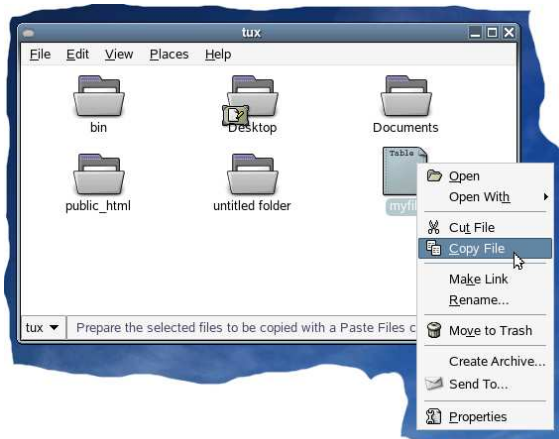 tux
File Edit View Places Help
bin
Desktop
Documents
Table
public_html
untitled folder
Open
Open With
Cut File
Copy File
Make Link
Rename...
Move to Trash
Create Archive...
Send To...
Properties
tux
Prepare the selected files to be copied with a Paste Files